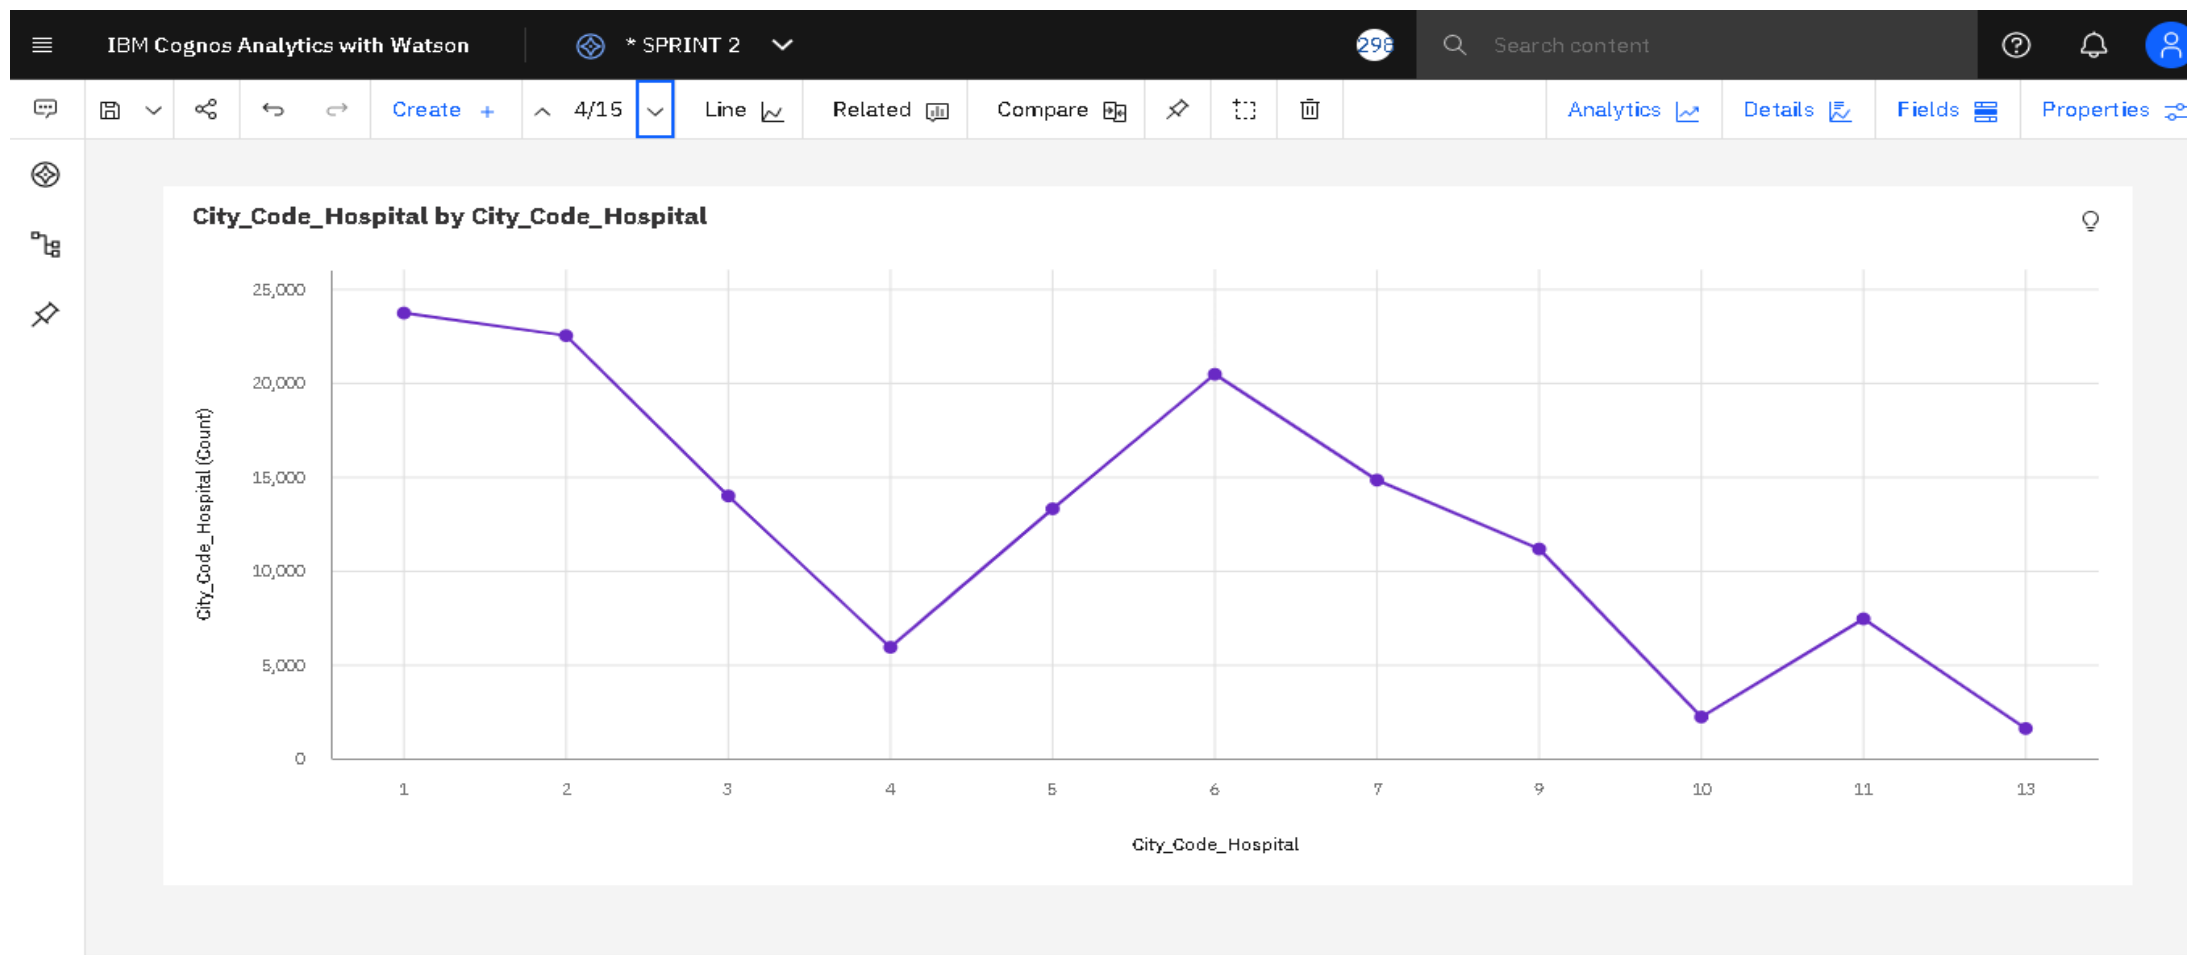 IBM Cognos Analytics with Watson
* SPRINT 2
298
Search content
Create +
4/15
Line
Related
Compare
Analytics
Details
Fields
Properties
City_Code_Hospital by City_Code_Hospital
City_Code_Hospital (Count)
25,000
20,000
15,000
10,000
5,000
0
1 2 3 4 5 6 7 9 10 11 13
City_Code_Hospital